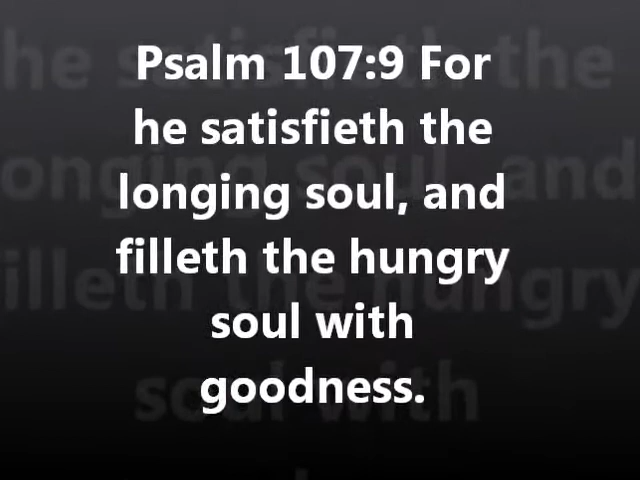 Psalm 107:9 For
he satisfieth the
longing soul, and
filleth the hungry
soul with
goodness.